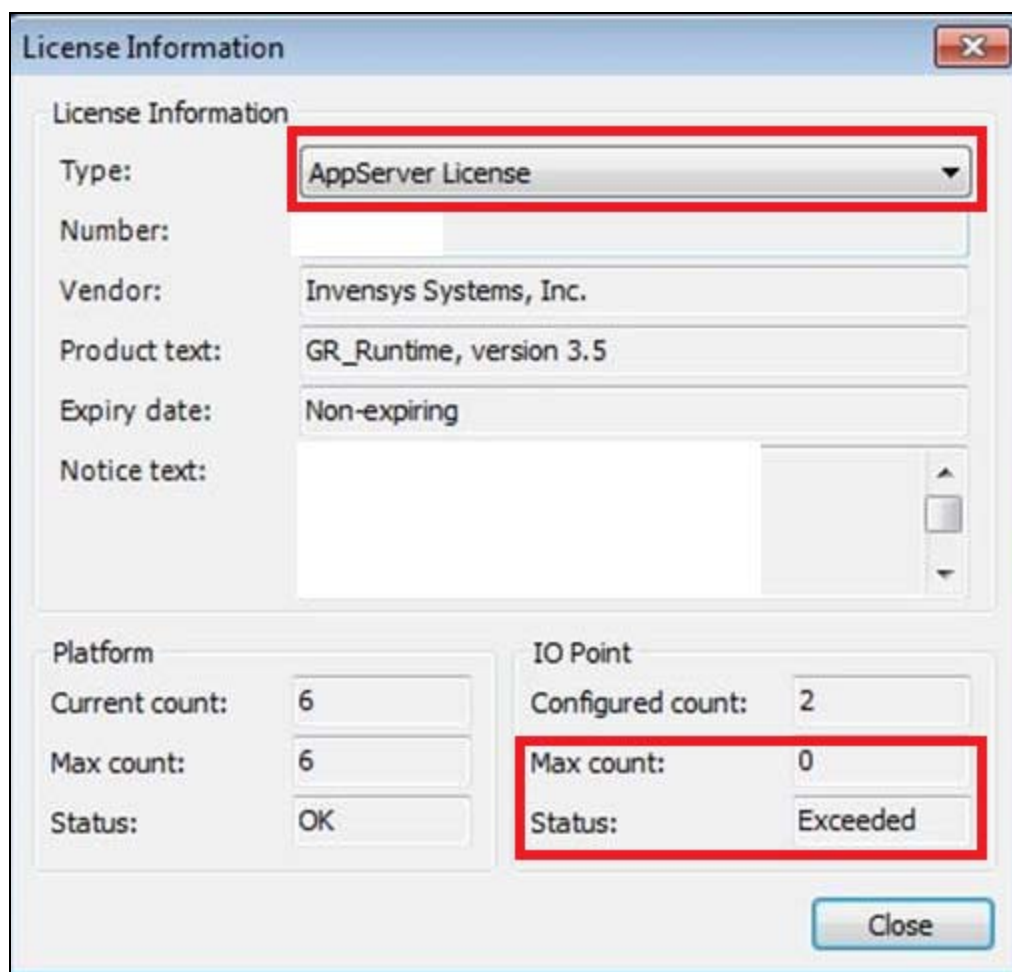 License Information
License Information
Type: AppServer License
Number:
Vendor: Invensys Systems, Inc.
Product text: GR_Runtime, version 3.5
Expiry date: Non-expiring
Notice text:
Platform
Current count: 6
Max count: 6
Status: OK
IO Point
Configured count: 2
Max count: 0
Status: Exceeded
Close